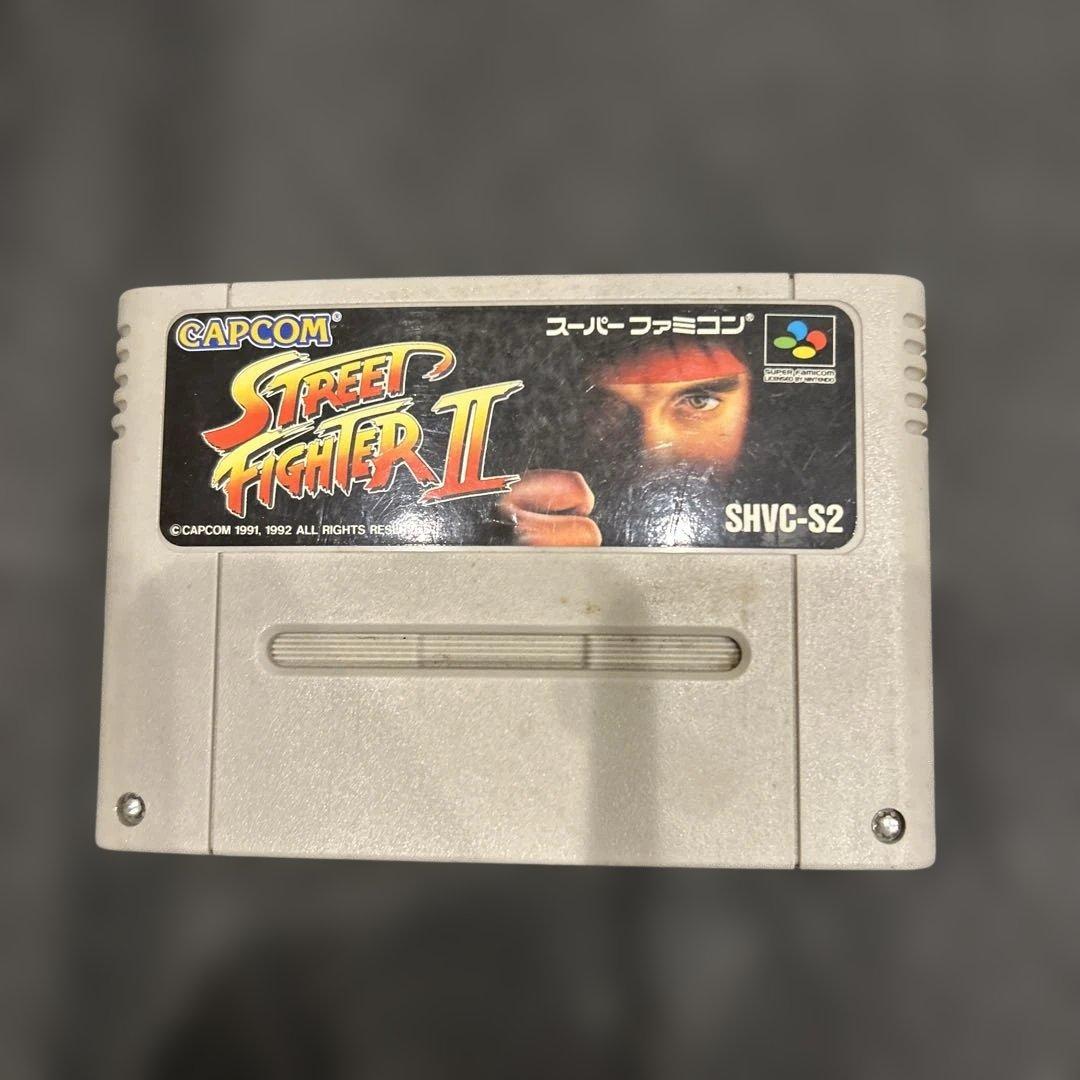 CAPCOM
スーパーファミコン®
STREET
FIGHTER II
SUPER FAMICOM
LICENSED BY NINTENDO
©CAPCOM 1991, 1992 ALL RIGHTS
SHVC-S2